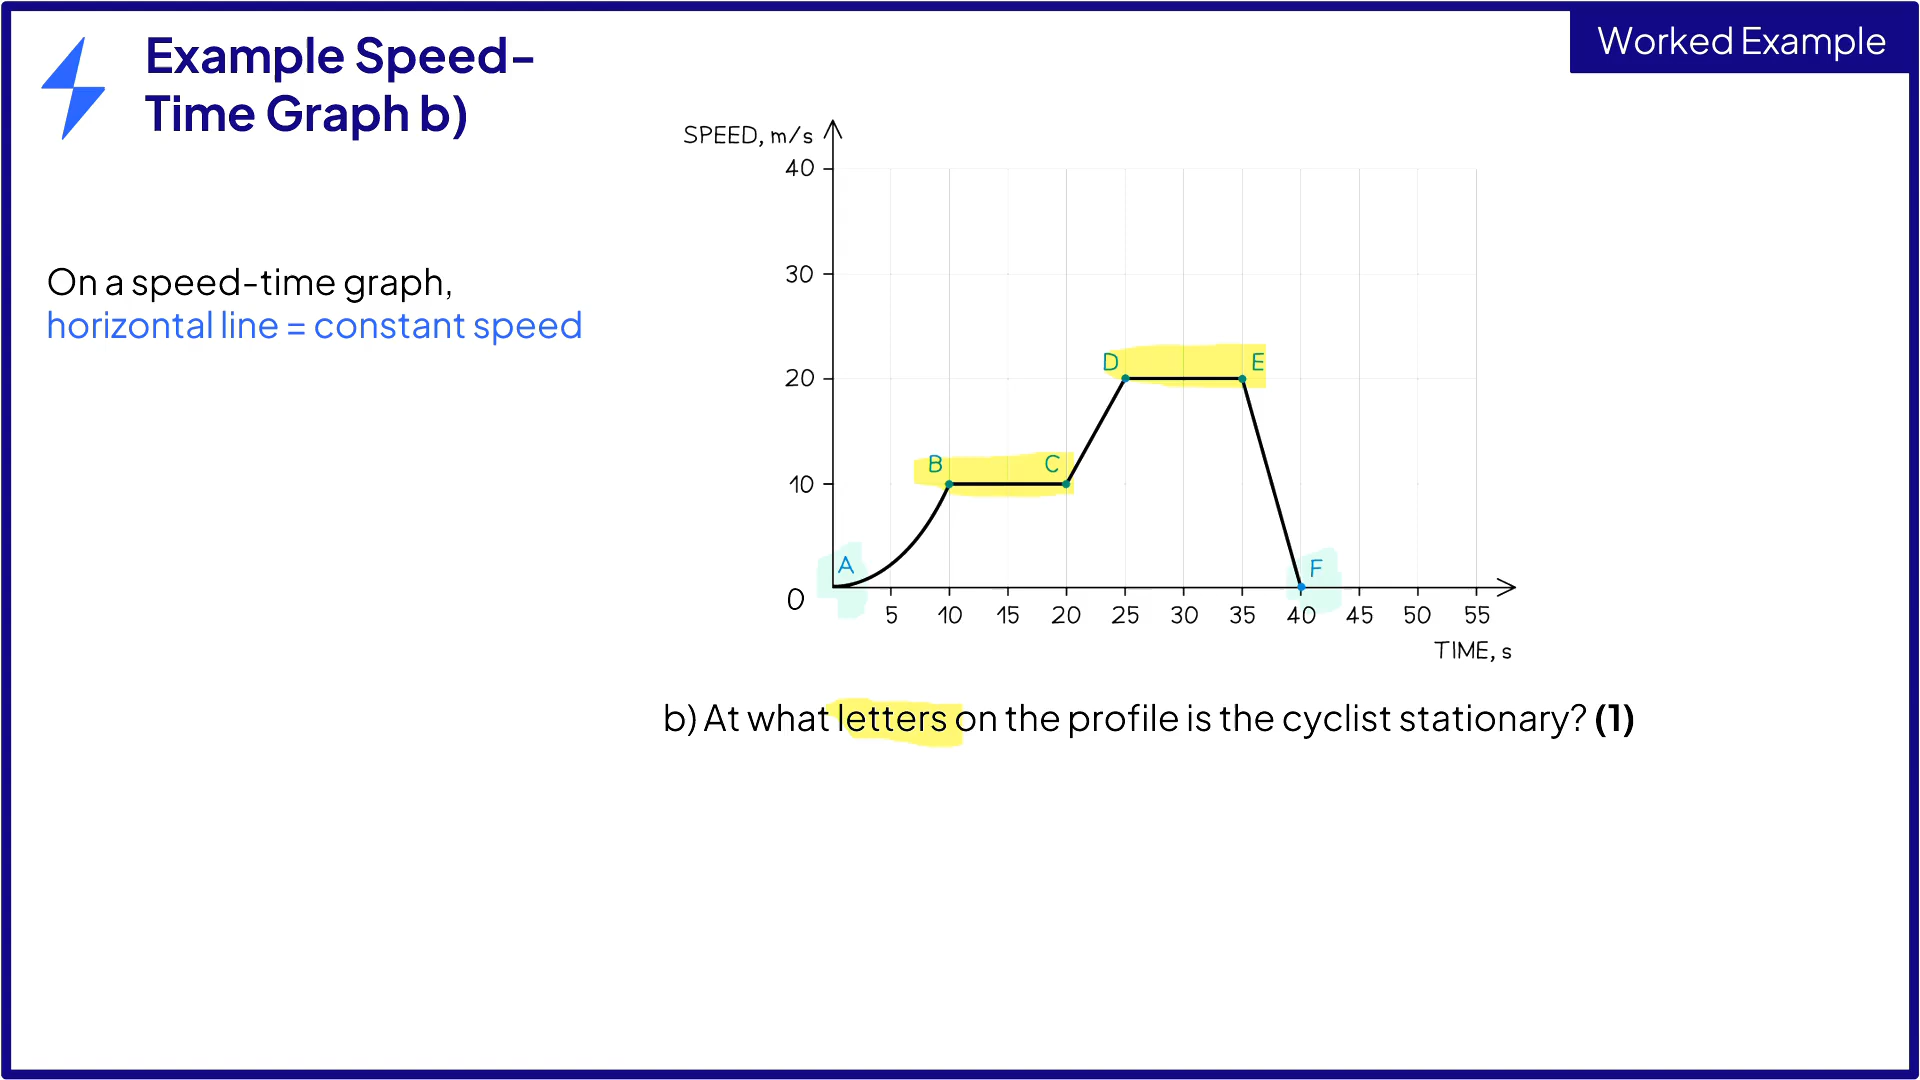 Example Speed-
Time Graph b)
Worked Example
On a speed-time graph,
horizontal line = constant speed
SPEED, m/s
40
30
20
10
0
A
B
C
D
E
F
5 10 15 20 25 30 35 40 45 50 55
TIME, s
b) At what letters on the profile is the cyclist stationary? (1)